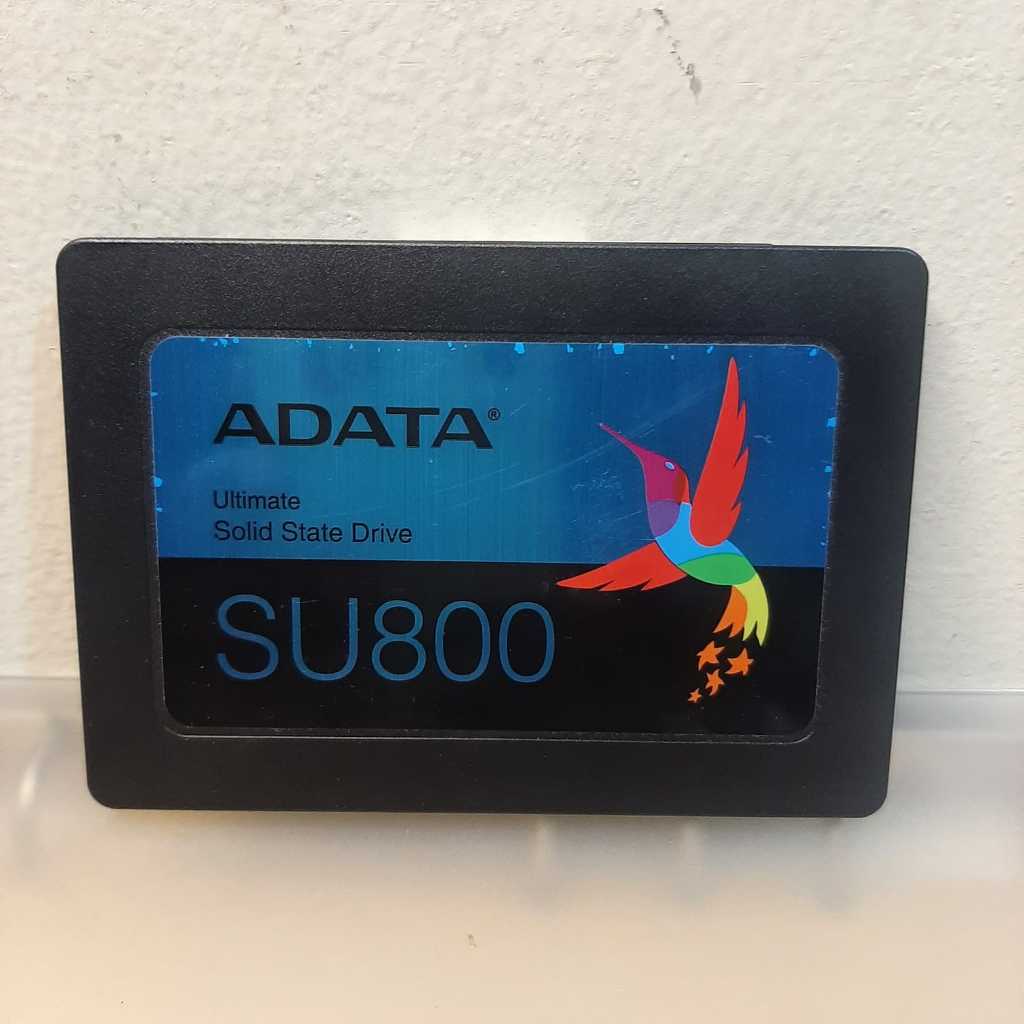 ADATA®
Ultimate
Solid State Drive
SU800